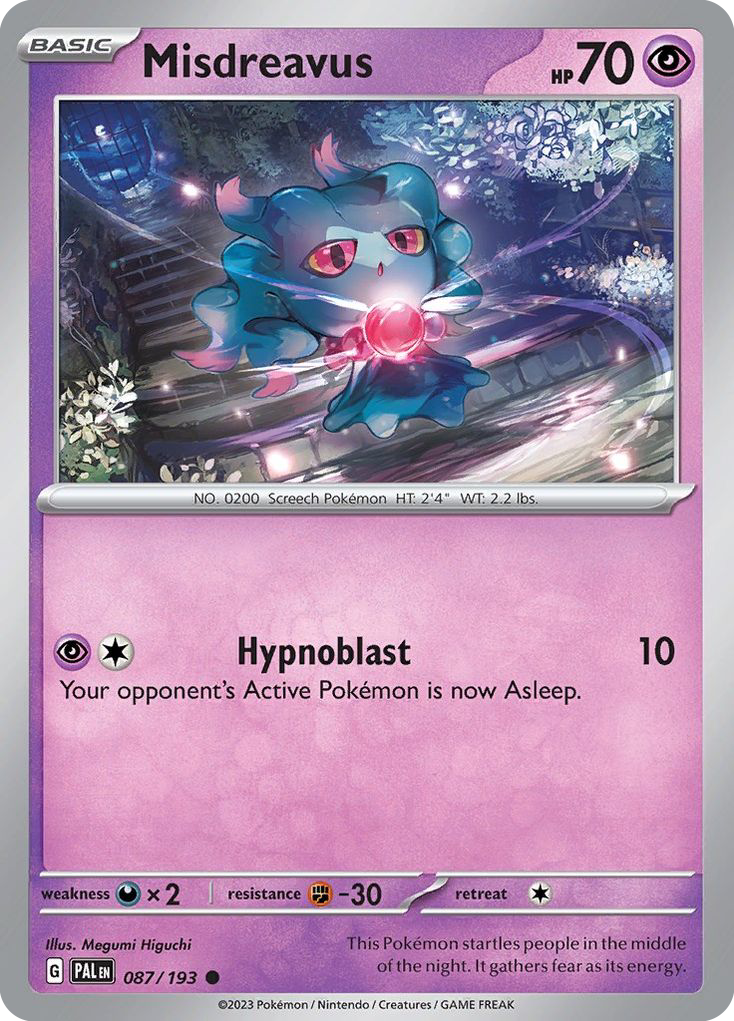 BASIC
Misdreavus
HP 70
NO. 0200 Screech Pokémon HT: 2'4" WT: 2.2 lbs.
Hypnoblast 10
Your opponent's Active Pokémon is now Asleep.
weakness ×2 resistance -30 retreat
Illus. Megumi Higuchi
This Pokémon startles people in the middle
of the night. It gathers fear as its energy.
G PAL EN 087/193
©2023 Pokémon / Nintendo / Creatures / GAME FREAK